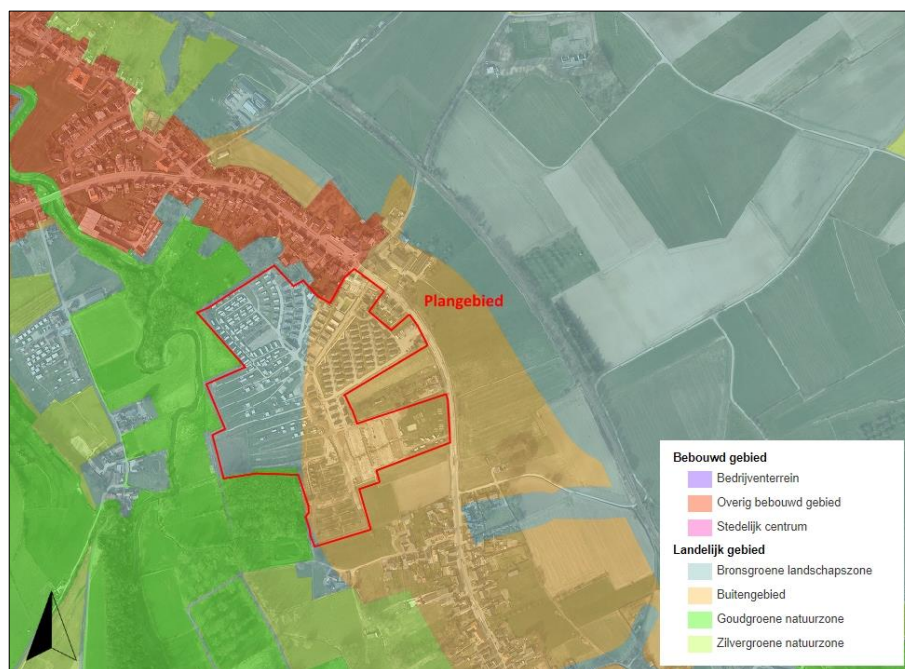 Plangebied
Bebouwd gebied
Bedrijventerrein
Overig bebouwd gebied
Stedelijk centrum
Landelijk gebied
Bronsgroene landschapszone
Buitengebied
Goudgroene natuurzone
Zilvergroene natuurzone